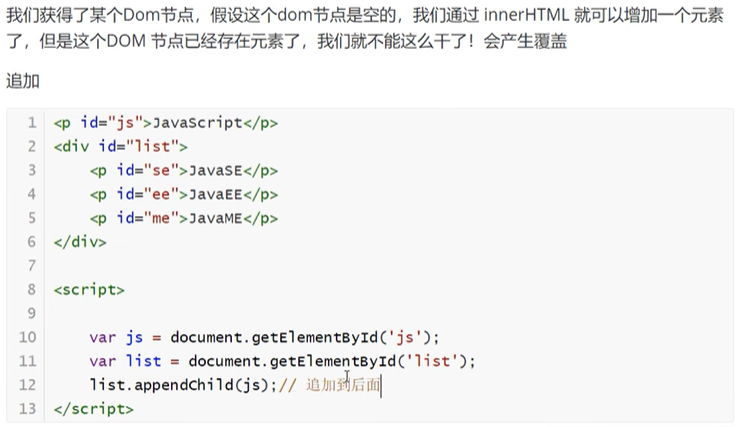 我们获得了某个Dom节点，假设这个dom节点是空的，我们通过 innerHTML 就可以增加一个元素
了，但是这个DOM 节点已经存在元素了，我们就不能这么干了！会产生覆盖
追加
1 <p id="js">JavaScript</p>
2 <div id="list">
3     <p id="se">JavaSE</p>
4     <p id="ee">JavaEE</p>
5     <p id="me">JavaME</p>
6 </div>
7
8 <script>
9
10     var js = document.getElementById('js');
11     var list = document.getElementById('list');
12     list.appendChild(js);// 追加到后面
13 </script>